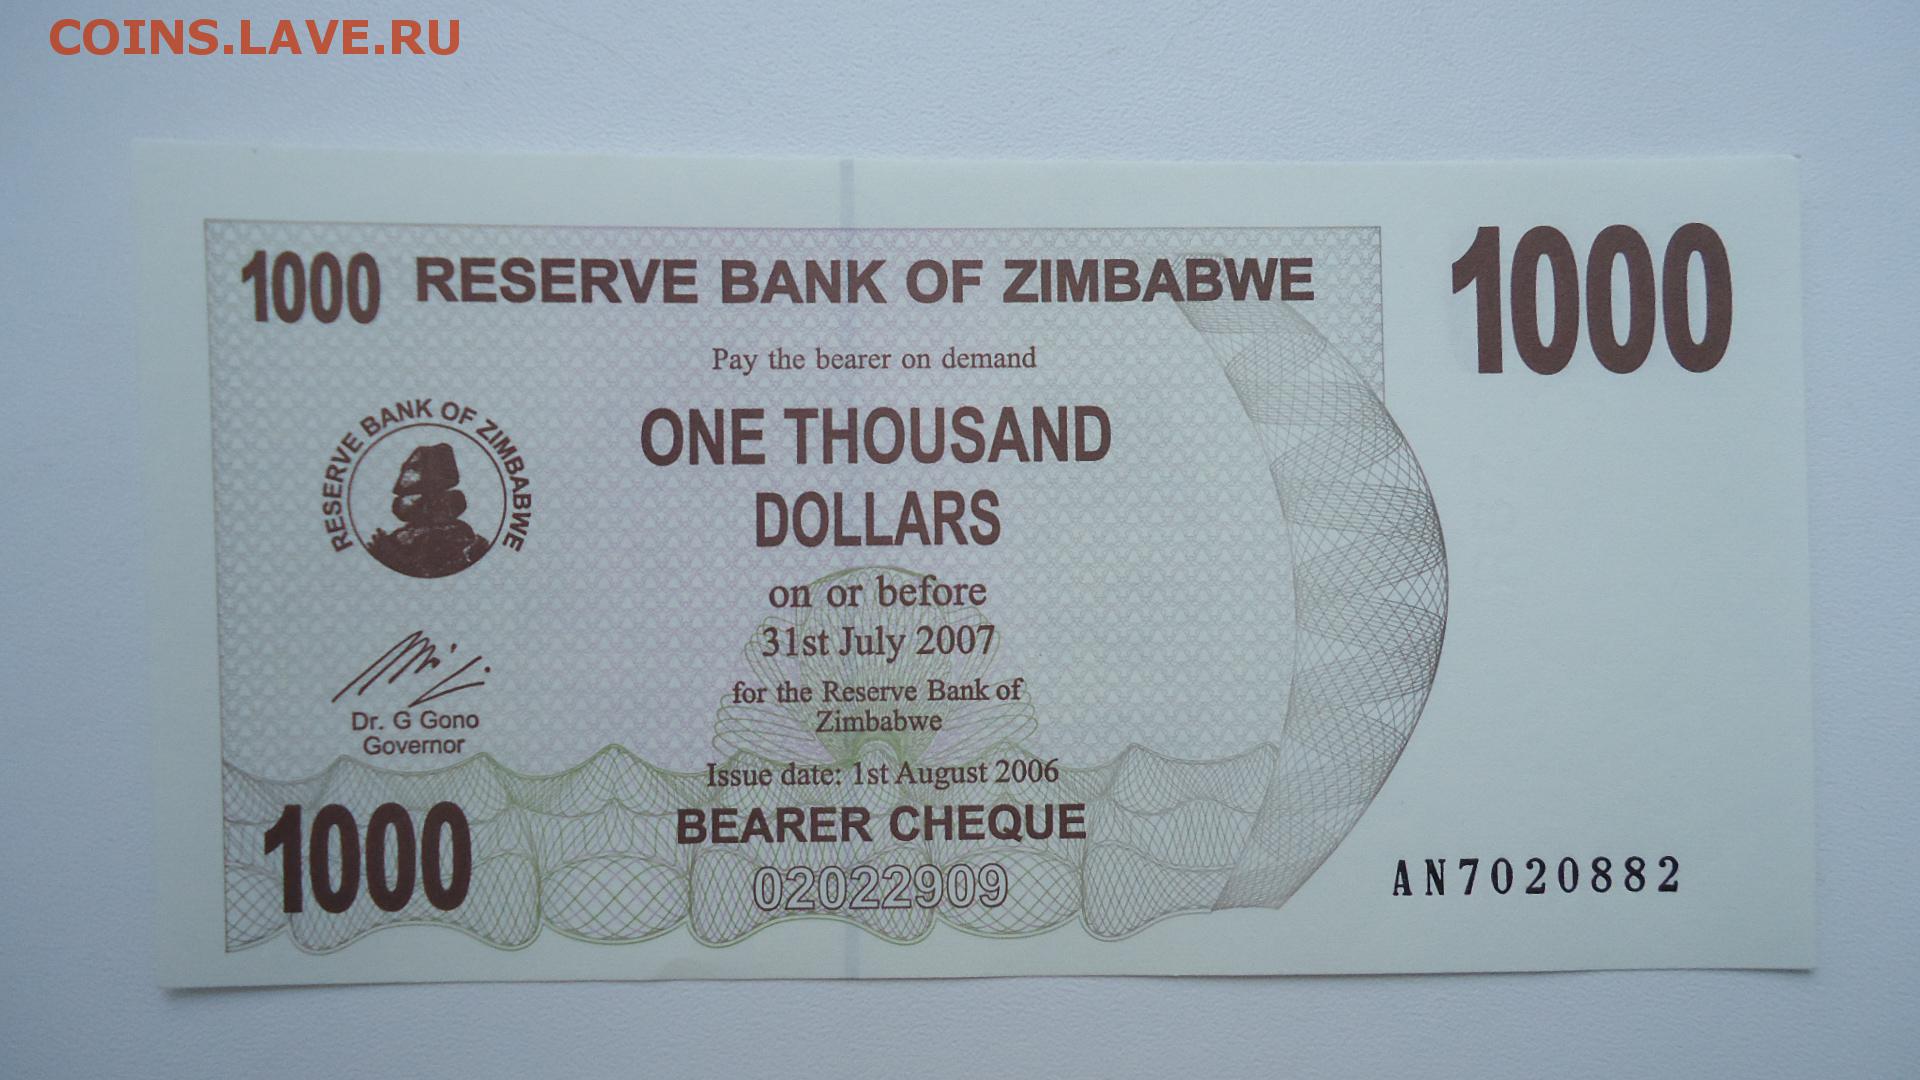 COINS.LAVE.RU
1000 RESERVE BANK OF ZIMBABWE 1000
Pay the bearer on demand
RESERVE BANK OF ZIMBABWE
ONE THOUSAND
DOLLARS
on or before
31st July 2007
for the Reserve Bank of
Zimbabwe
Dr. G Gono
Governor
Issue date: 1st August 2006
1000
BEARER CHEQUE
02022909
AN7020882